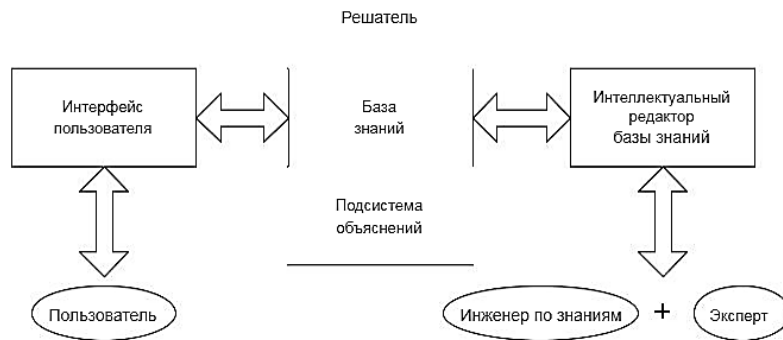 Решатель
Интерфейс
пользователя
База
знаний
Интеллектуальный
редактор
базы знаний
Подсистема
объяснений
Пользователь
Инженер по знаниям + Эксперт